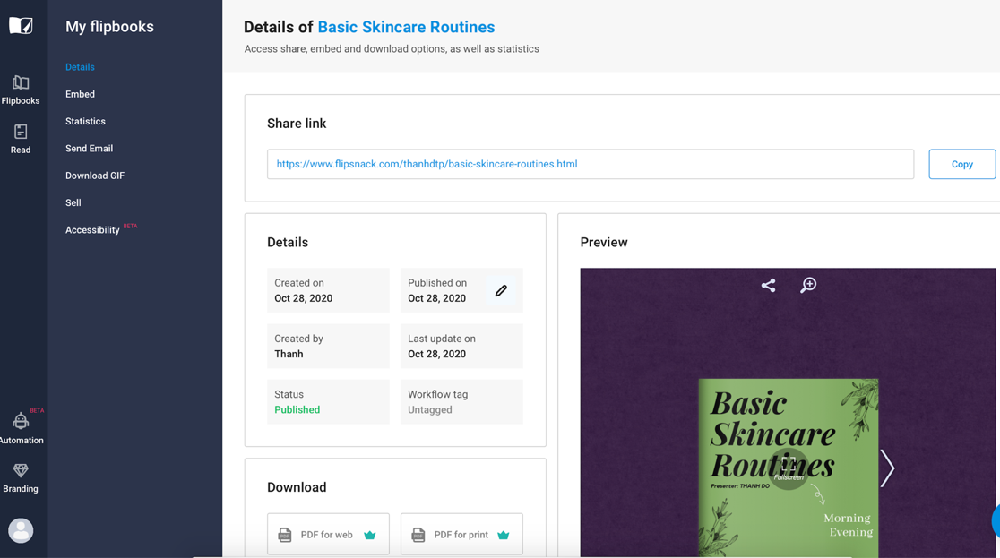 My flipbooks
Details
Embed
Statistics
Send Email
Download GIF
Sell
Accessibility BETA
Flipbooks
Read
BETA
Automation
Branding
Details of Basic Skincare Routines
Access share, embed and download options, as well as statistics
Share link
https://www.flipsnack.com/thanhdtp/basic-skincare-routines.html
Copy
Details
Created on
Oct 28, 2020
Published on
Oct 28, 2020
Created by
Thanh
Last update on
Oct 28, 2020
Status
Published
Workflow tag
Untagged
Download
PDF PDF for web
PDF PDF for print
Preview
Basic
Skincare
Routines
Fullscreen
Presenter: THANH DO
Morning
Evening